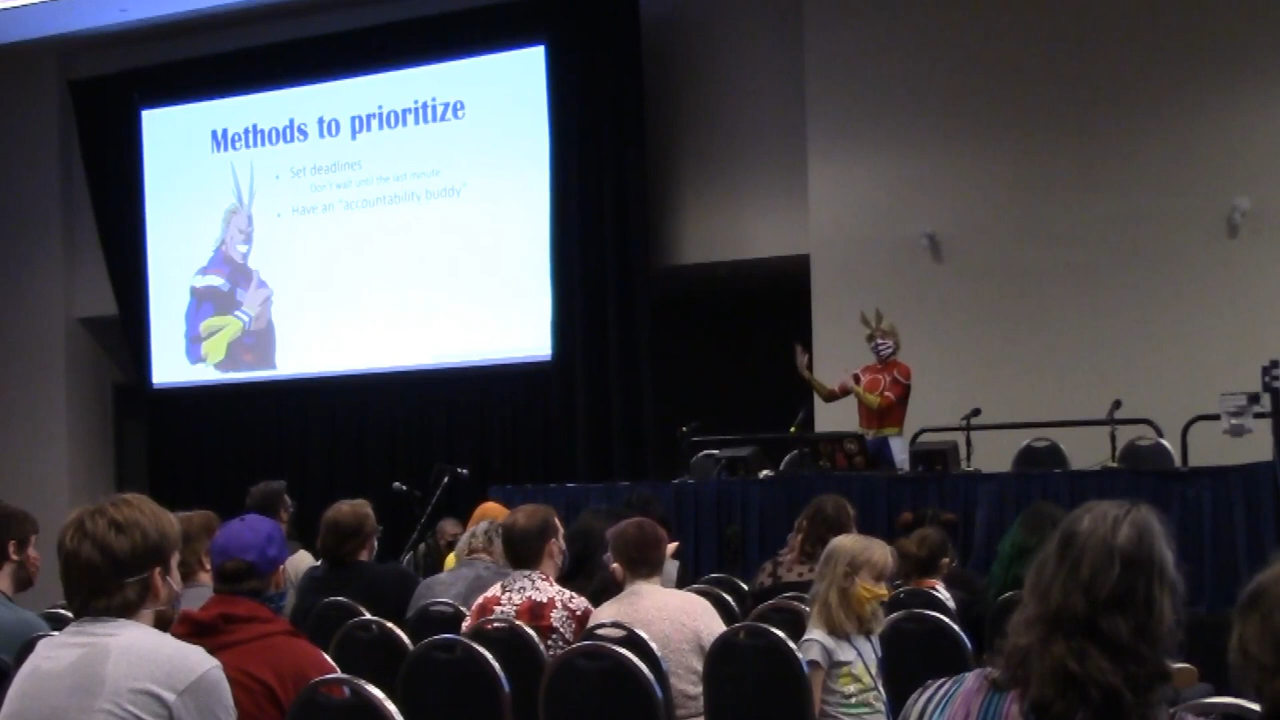 Methods to prioritize
Set deadlines
Don't wait until the last minute
Have an "accountability buddy"